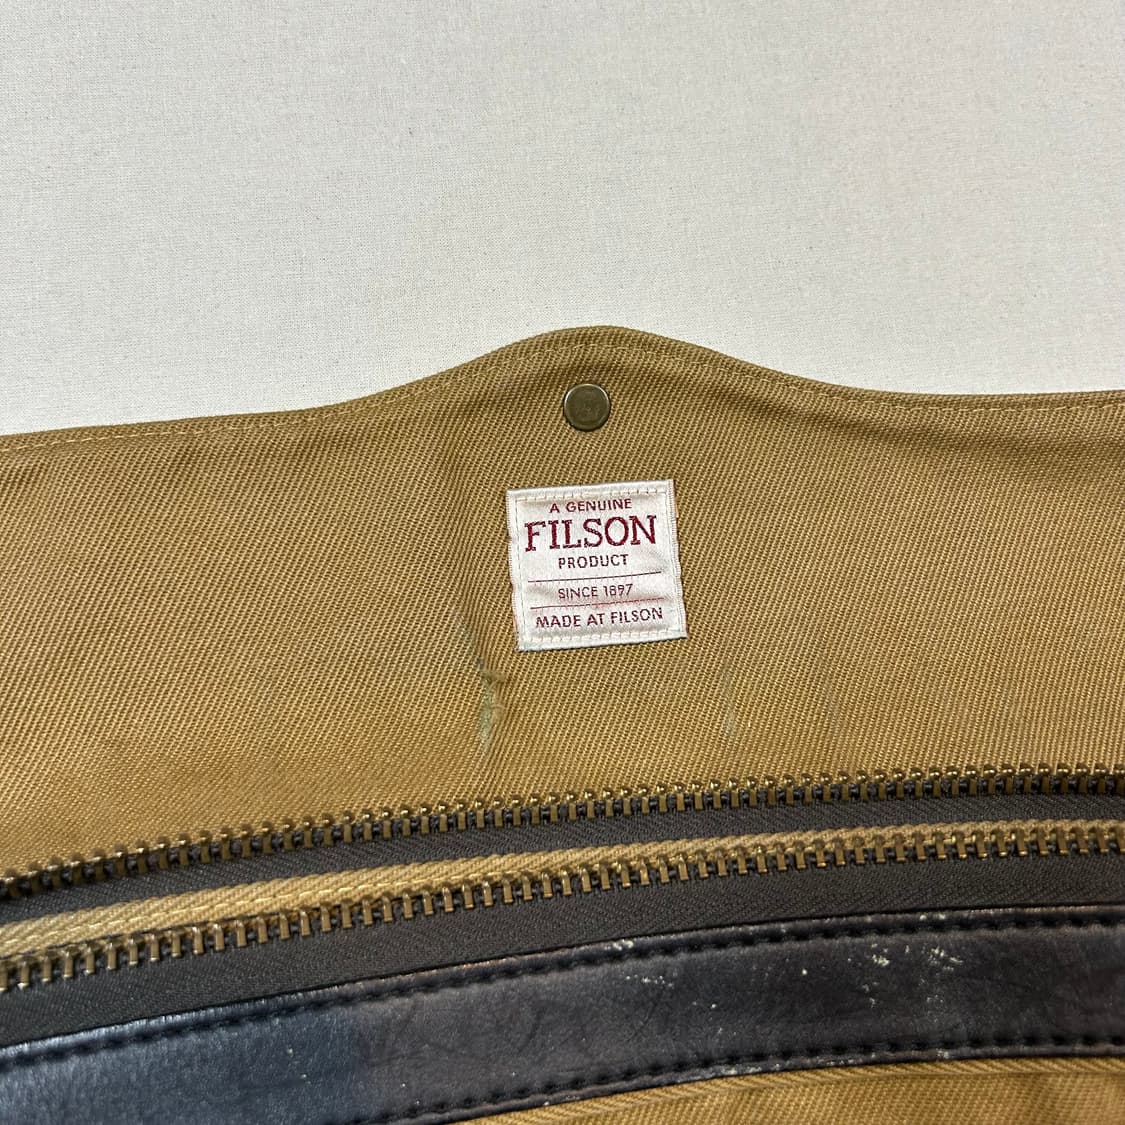 A GENUINE
FILSON
PRODUCT
SINCE 1897
MADE AT FILSON